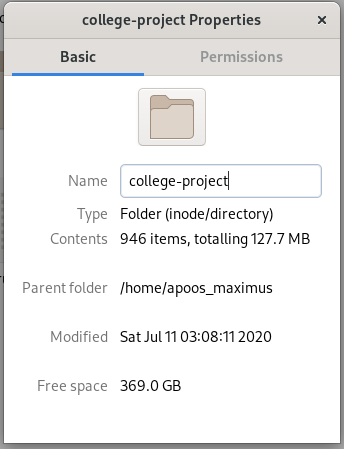 college-project Properties
Basic
Permissions
Name college-project
Type Folder (inode/directory)
Contents 946 items, totalling 127.7 MB
Parent folder /home/apoos_maximus
Modified Sat Jul 11 03:08:11 2020
Free space 369.0 GB